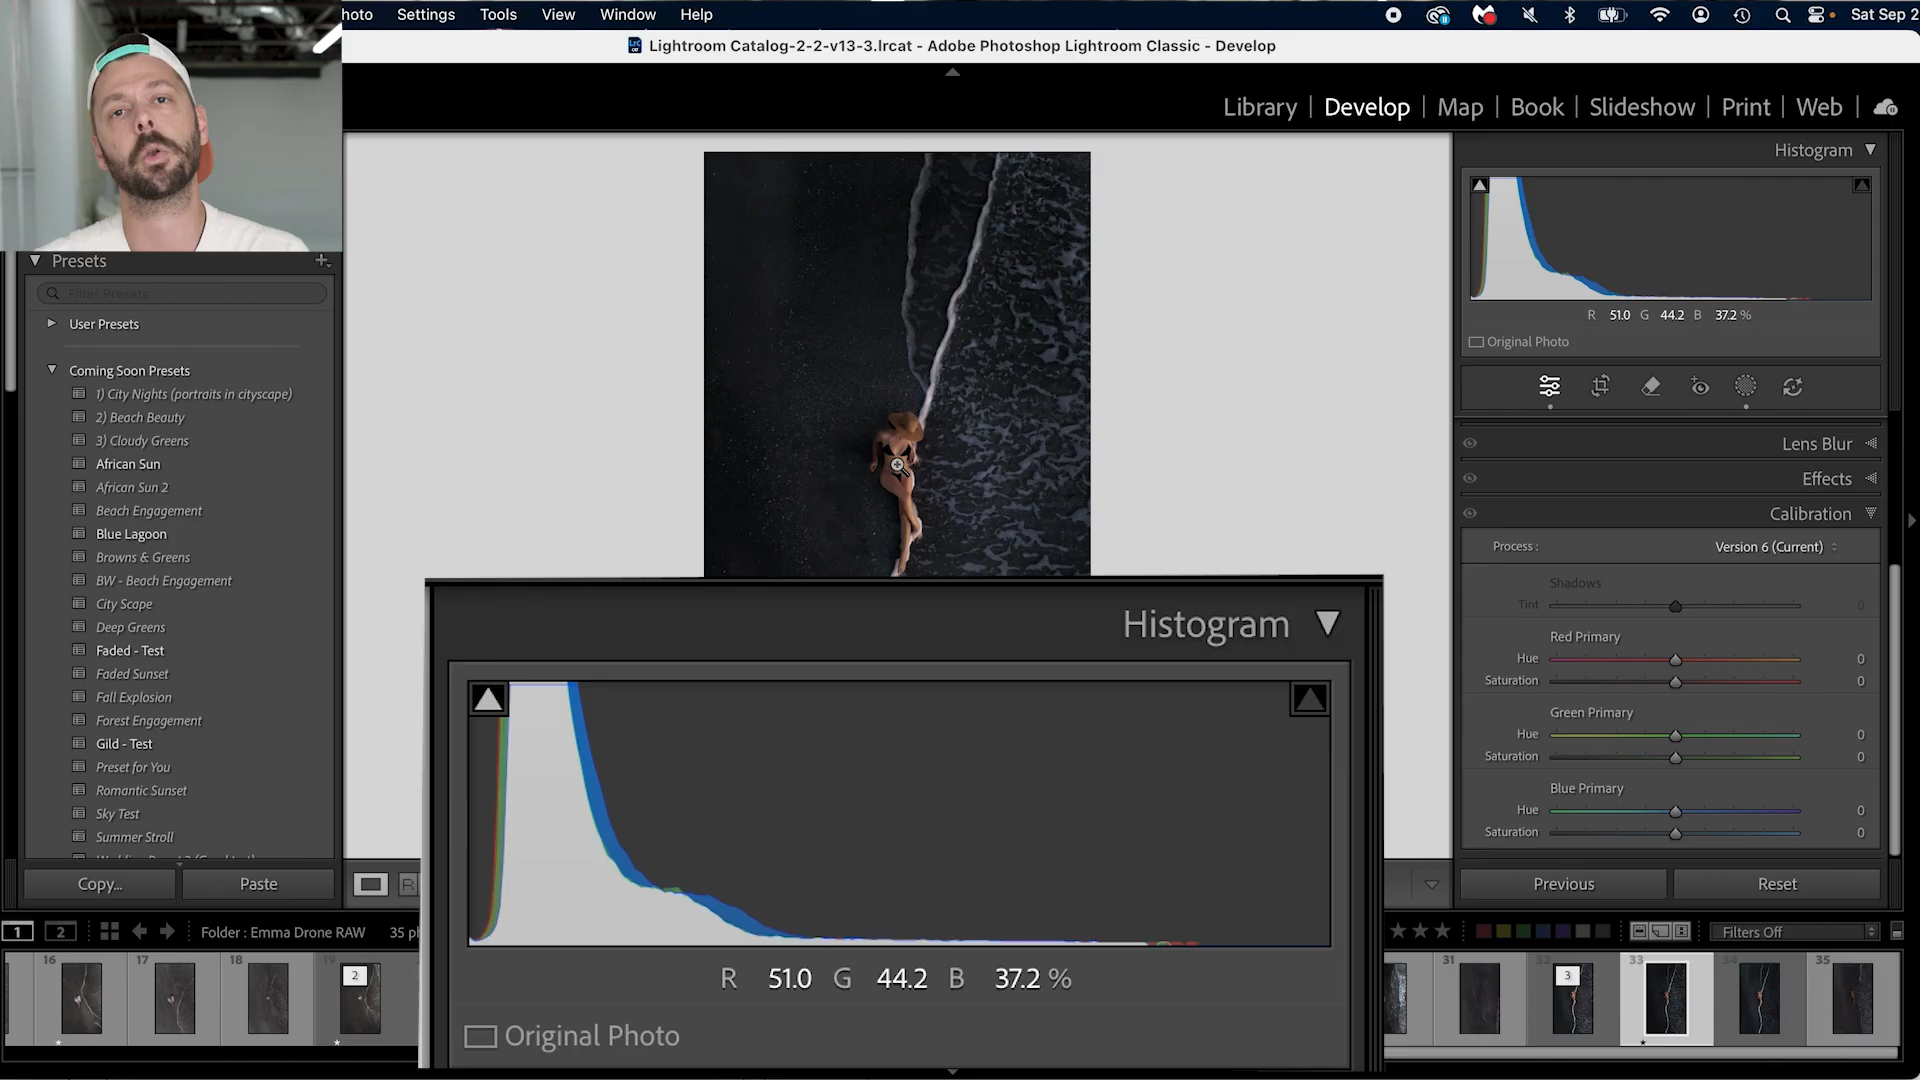 hoto Settings Tools View Window Help Sat Sep 2
Lightroom Catalog-2-2-v13-3.lrcat - Adobe Photoshop Lightroom Classic - Develop
Library | Develop | Map | Book | Slideshow | Print | Web
Histogram
R 51.0 G 44.2 B 37.2 %
Original Photo
Presets
Filter Presets
User Presets
Coming Soon Presets
1) City Nights (portraits in cityscape)
2) Beach Beauty
3) Cloudy Greens
African Sun
African Sun 2
Beach Engagement
Blue Lagoon
Browns & Greens
BW - Beach Engagement
City Scape
Deep Greens
Faded - Test
Faded Sunset
Fall Explosion
Forest Engagement
Gild - Test
Preset for You
Romantic Sunset
Sky Test
Summer Stroll
Copy... Paste
Lens Blur
Effects
Calibration
Process : Version 6 (Current)
Shadows
Tint 0
Red Primary
Hue 0
Saturation 0
Green Primary
Hue 0
Saturation 0
Blue Primary
Hue 0
Saturation 0
Previous Reset
Histogram
R 51.0 G 44.2 B 37.2 %
Original Photo
1 2 Folder : Emma Drone RAW 35 ph
Filters Off
16 17 18 19 2
31 32 3 33 34 35